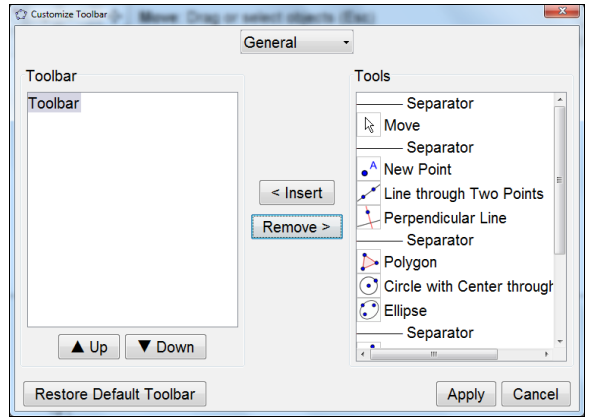 Customize Toolbar
Move: Drag or select objects (Esc)
General
Toolbar
Toolbar
Tools
Separator
Move
Separator
A
New Point
Line through Two Points
Perpendicular Line
Separator
Polygon
Circle with Center through
Ellipse
Separator
< Insert
Remove >
Up
Down
Restore Default Toolbar
Apply
Cancel